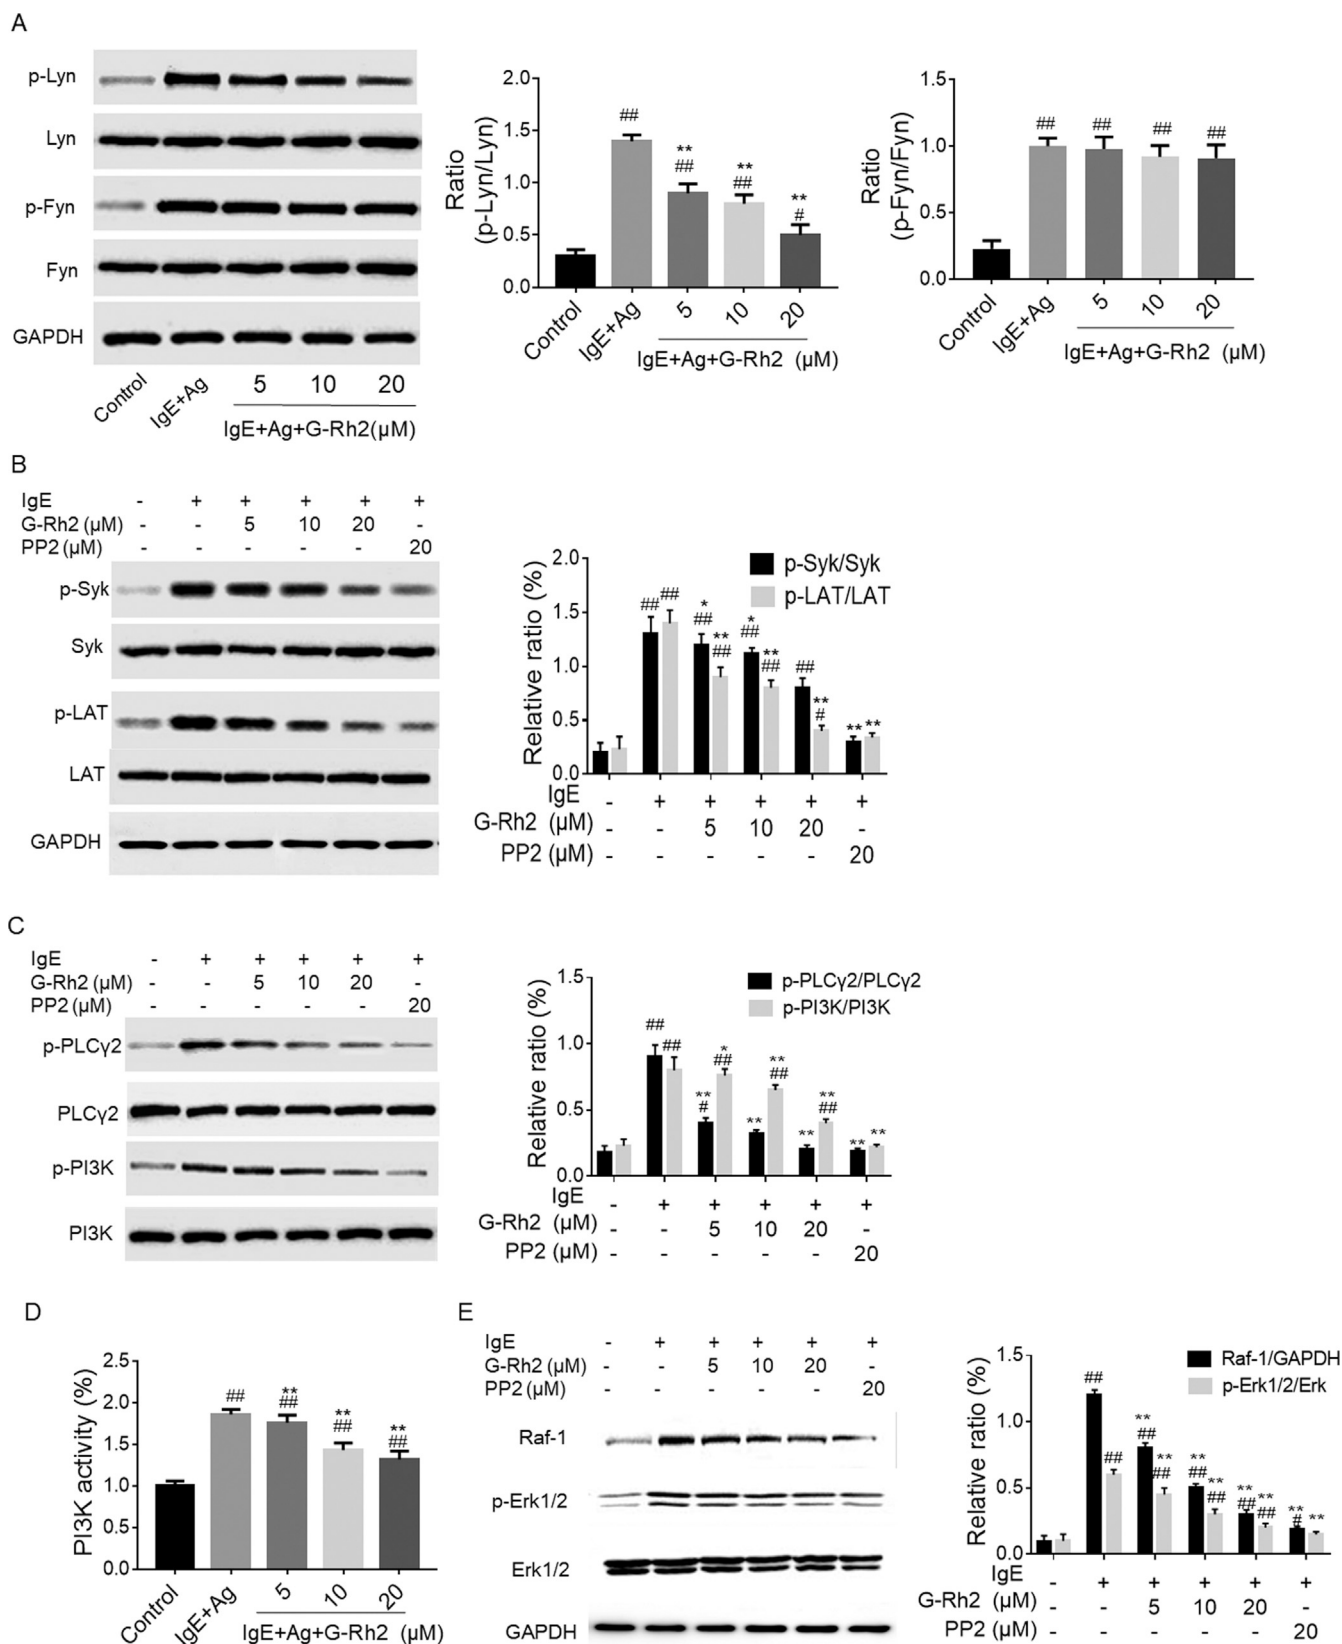 A
p-Lyn
Lyn
p-Fyn
Fyn
GAPDH
Control
IgE+Ag
5 10 20
IgE+Ag+G-Rh2(μM)
Ratio
(p-Lyn/Lyn)
2.0
1.5
1.0
0.5
0.0
##
**
##
**
##
**
#
Control
IgE+Ag
5
10
20
IgE+Ag+G-Rh2 (μM)
Ratio
(p-Fyn/Fyn)
1.5
1.0
0.5
0.0
## ## ## ##
Control
IgE+Ag
5
10
20
IgE+Ag+G-Rh2 (μM)
B
IgE - + + + + +
G-Rh2 (μM) - - 5 10 20 -
PP2 (μM) - - - - - 20
p-Syk
Syk
p-LAT
LAT
GAPDH
Relative ratio (%)
2.0
1.5
1.0
0.5
0.0
p-Syk/Syk
p-LAT/LAT
## ##
*
##
**
##
*
##
**
##
##
**
#
** **
IgE - + + + + +
G-Rh2 (μM) - - 5 10 20 -
PP2 (μM) - - - - - 20
C
IgE - + + + + +
G-Rh2 (μM) - - 5 10 20 -
PP2 (μM) - - - - - 20
p-PLCγ2
PLCγ2
p-PI3K
PI3K
Relative ratio (%)
1.5
1.0
0.5
0.0
p-PLCγ2/PLCγ2
p-PI3K/PI3K
## ##
**
#
*
##
**
**
##
**
**
##
** **
IgE - + + + + +
G-Rh2 (μM) - - 5 10 20 -
PP2 (μM) - - - - - 20
D
PI3K activity (%)
2.5
2.0
1.5
1.0
0.5
0.0
##
**
##
**
##
**
##
Control
IgE+Ag
5
10
20
IgE+Ag+G-Rh2 (μM)
E
IgE - + + + + +
G-Rh2 (μM) - - 5 10 20 -
PP2 (μM) - - - - - 20
Raf-1
p-Erk1/2
Erk1/2
GAPDH
Relative ratio (%)
1.5
1.0
0.5
0.0
Raf-1/GAPDH
p-Erk1/2/Erk
##
##
**
##
**
##
**
##
**
##
**
##
**
##
**
#
**
IgE - + + + + +
G-Rh2 (μM) - - 5 10 20 -
PP2 (μM) - - - - - 20